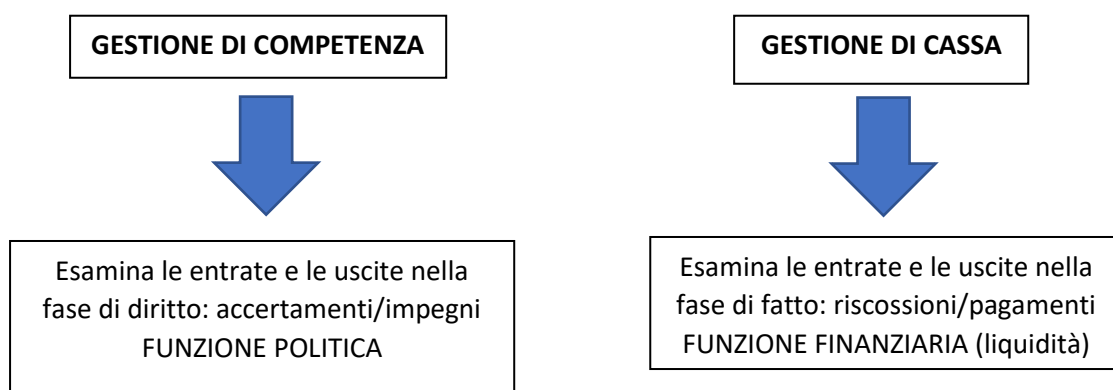 GESTIONE DI COMPETENZA
GESTIONE DI CASSA
Esamina le entrate e le uscite nella
fase di diritto: accertamenti/impegni
FUNZIONE POLITICA
Esamina le entrate e le uscite nella
fase di fatto: riscossioni/pagamenti
FUNZIONE FINANZIARIA (liquidità)